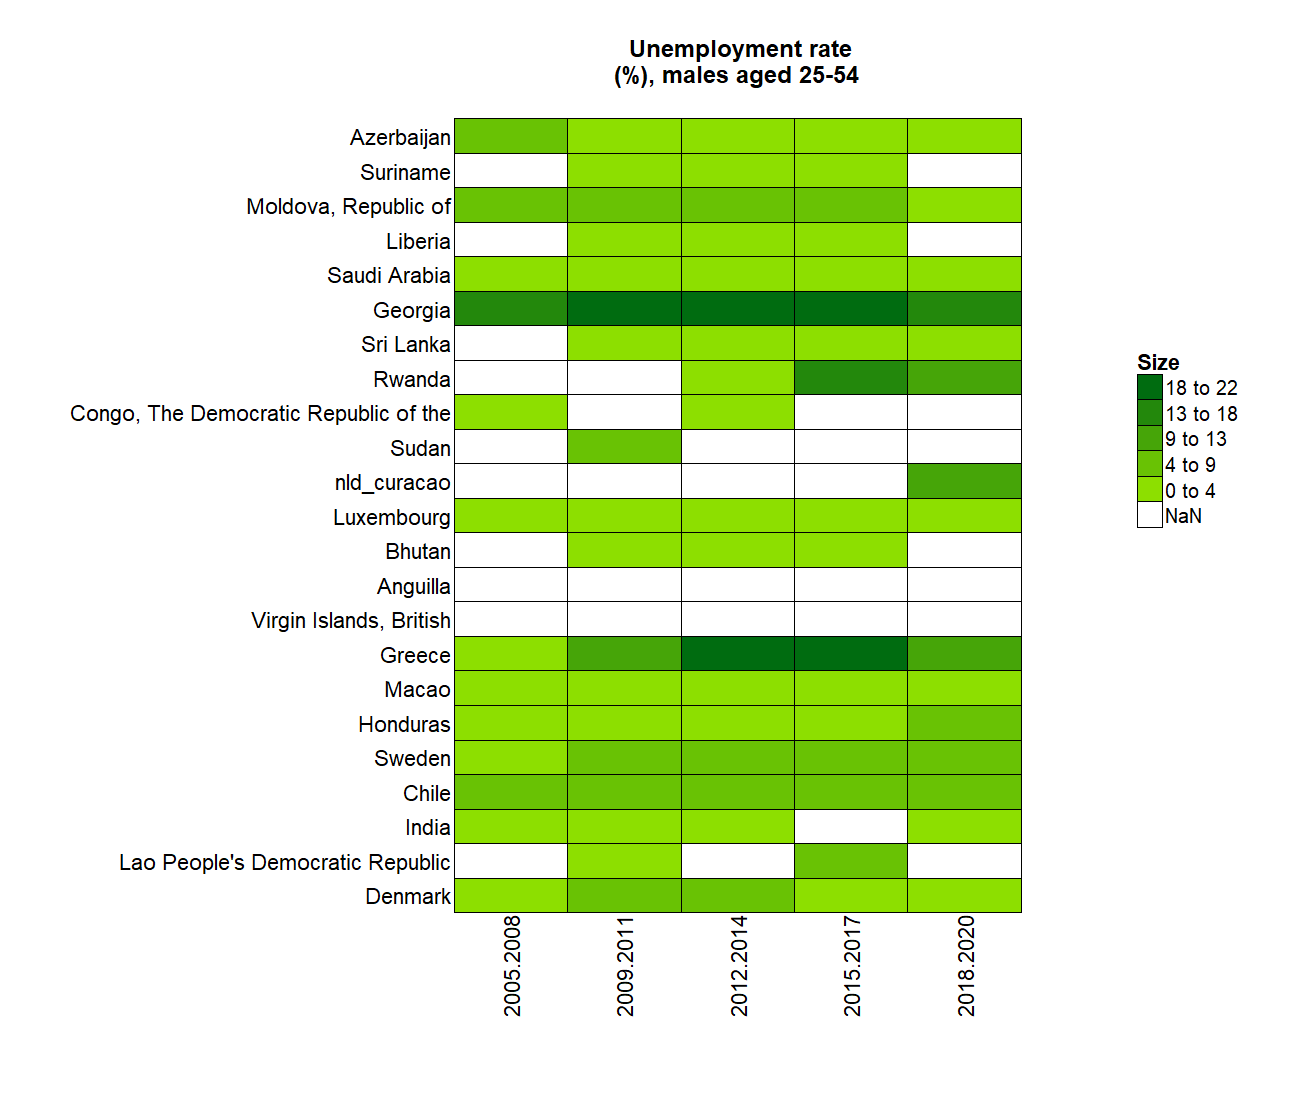 Unemployment rate
(%), males aged 25-54
Azerbaijan
Suriname
Moldova, Republic of
Liberia
Saudi Arabia
Georgia
Sri Lanka
Rwanda
Congo, The Democratic Republic of the
Sudan
nld_curacao
Luxembourg
Bhutan
Anguilla
Virgin Islands, British
Greece
Macao
Honduras
Sweden
Chile
India
Lao People's Democratic Republic
Denmark
2005.2008
2009.2011
2012.2014
2015.2017
2018.2020
Size
18 to 22
13 to 18
9 to 13
4 to 9
0 to 4
NaN